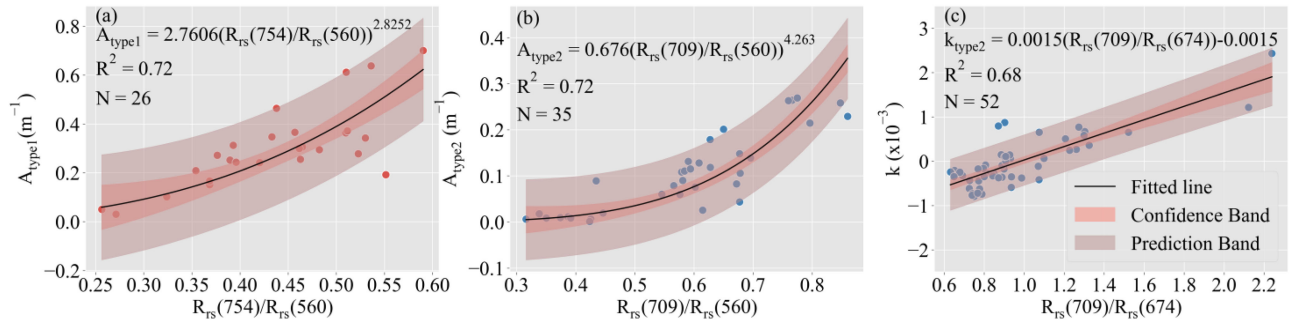 (a)
A_type1 = 2.7606(R_rs(754)/R_rs(560))^2.8252
R^2 = 0.72
N = 26
A_type1(m^−1)
0.8
0.6
0.4
0.2
0.0
−0.2
0.25 0.30 0.35 0.40 0.45 0.50 0.55 0.60
R_rs(754)/R_rs(560)
(b)
A_type2 = 0.676(R_rs(709)/R_rs(560))^4.263
R^2 = 0.72
N = 35
A_type2(m^−1)
0.4
0.3
0.2
0.1
0.0
−0.1
0.3 0.4 0.5 0.6 0.7 0.8
R_rs(709)/R_rs(560)
(c)
k_type2 = 0.0015(R_rs(709)/R_rs(674))-0.0015
R^2 = 0.68
N = 52
k (x10^−3)
3
2
1
0
−1
−2
0.6 0.8 1.0 1.2 1.4 1.6 1.8 2.0 2.2
R_rs(709)/R_rs(674)
Fitted line
Confidence Band
Prediction Band